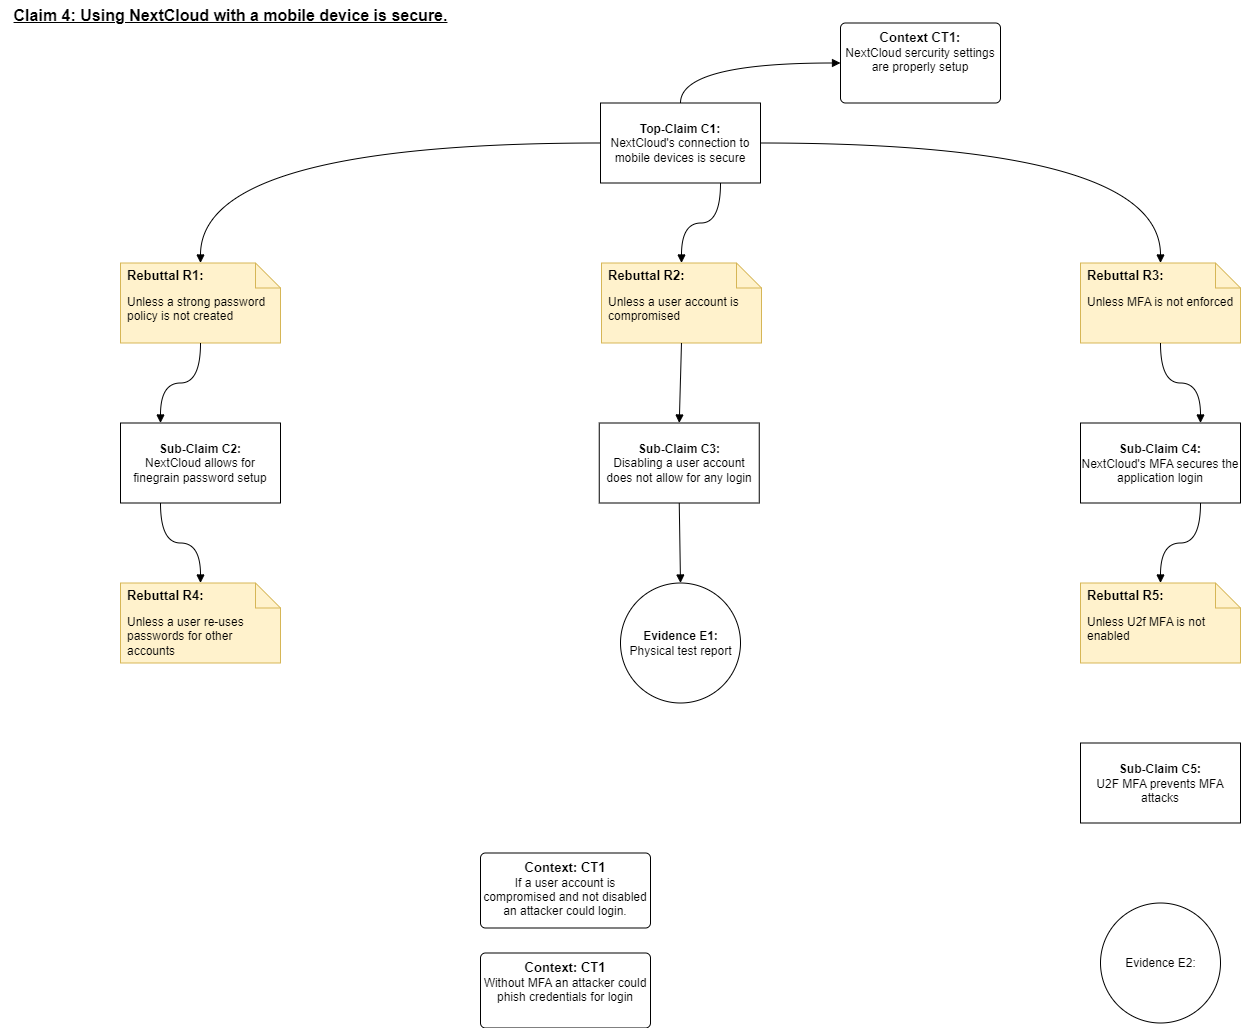 Claim 4: Using NextCloud with a mobile device is secure.
Context CT1:
NextCloud sercurity settings
are properly setup
Top-Claim C1:
NextCloud's connection to
mobile devices is secure
Rebuttal R1:
Unless a strong password
policy is not created
Rebuttal R2:
Unless a user account is
compromised
Rebuttal R3:
Unless MFA is not enforced
Sub-Claim C2:
NextCloud allows for
finegrain password setup
Sub-Claim C3:
Disabling a user account
does not allow for any login
Sub-Claim C4:
NextCloud's MFA secures the
application login
Rebuttal R4:
Unless a user re-uses
passwords for other
accounts
Evidence E1:
Physical test report
Rebuttal R5:
Unless U2f MFA is not
enabled
Sub-Claim C5:
U2F MFA prevents MFA
attacks
Context: CT1
If a user account is
compromised and not disabled
an attacker could login.
Context: CT1
Without MFA an attacker could
phish credentials for login
Evidence E2: